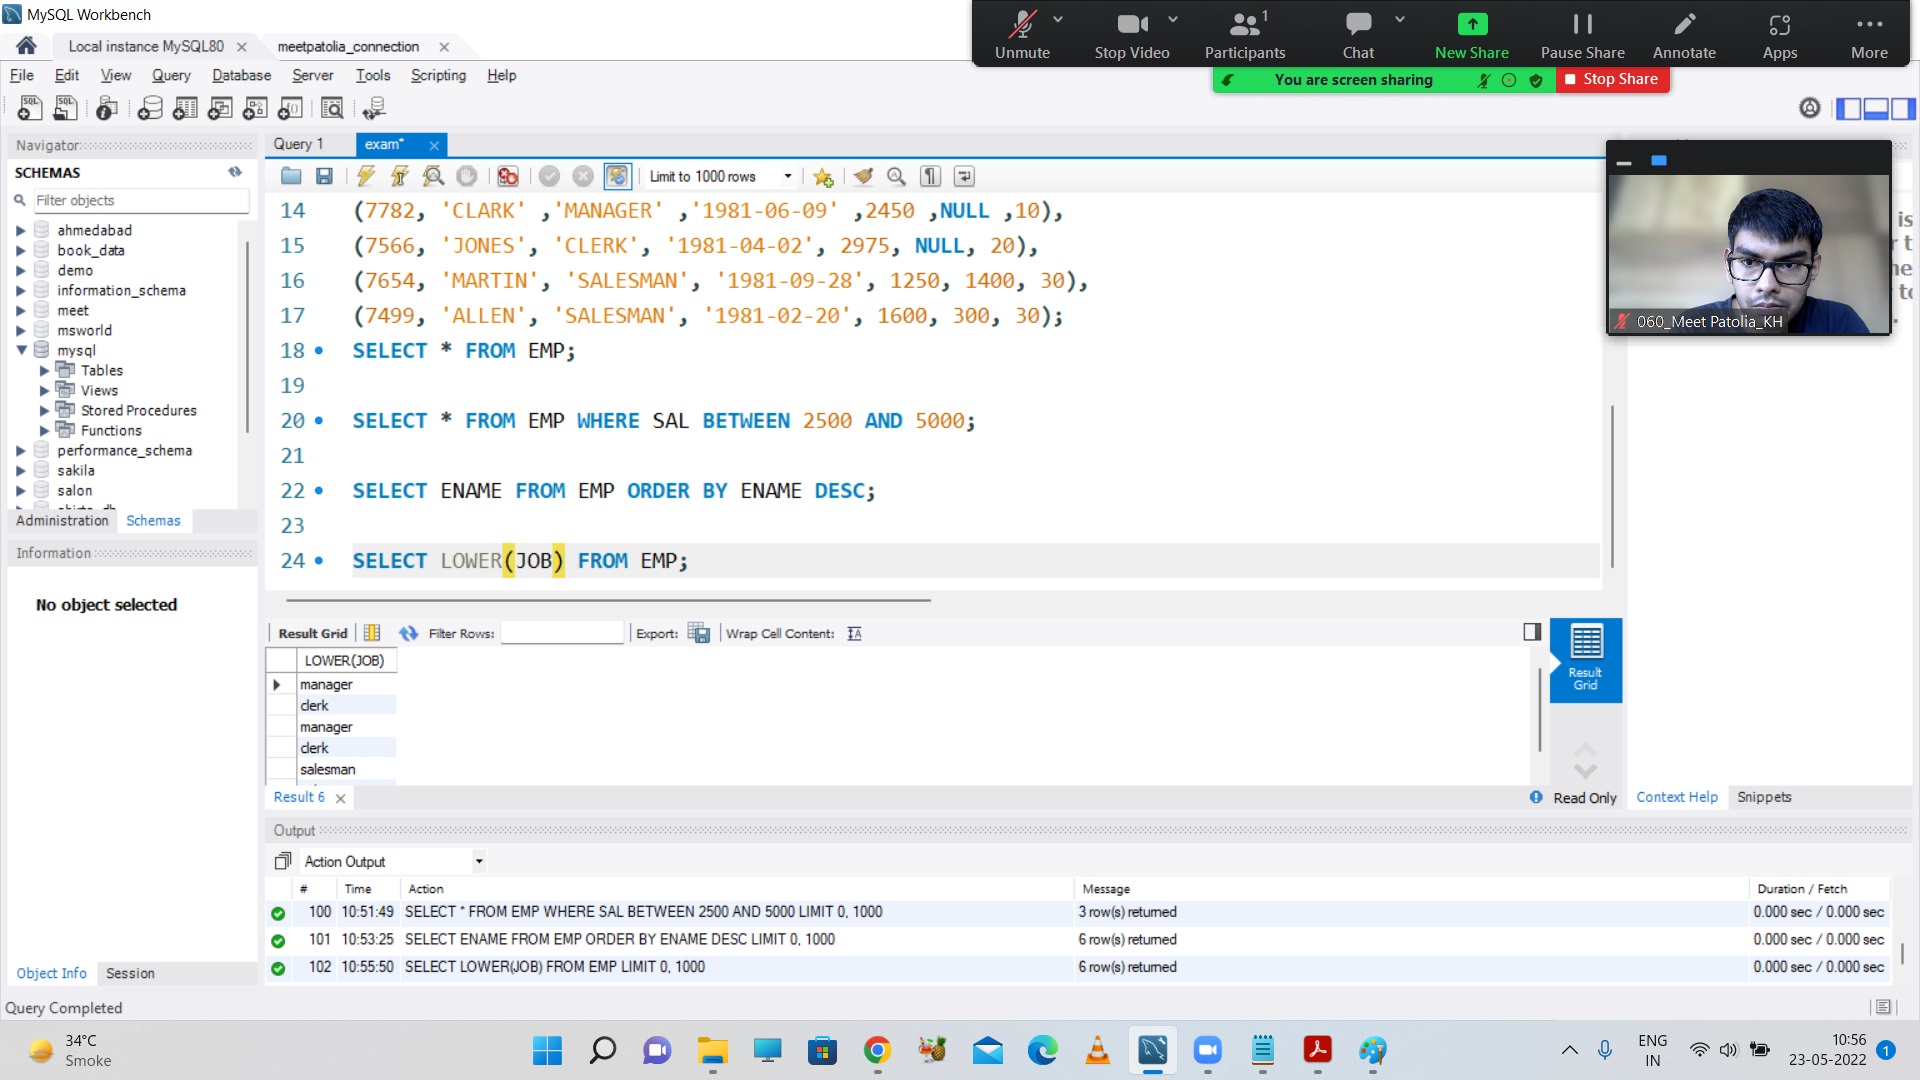 MySQL Workbench
Local instance MySQL80
meetpatolia_connection
Unmute
Stop Video
1
Participants
Chat
New Share
Pause Share
Annotate
Apps
More
You are screen sharing
Stop Share
File Edit View Query Database Server Tools Scripting Help
Navigator
SCHEMAS
Filter objects
ahmedabad
book_data
demo
information_schema
meet
msworld
mysql
Tables
Views
Stored Procedures
Functions
performance_schema
sakila
salon
Administration Schemas
Information
No object selected
Object Info Session
Query Completed
Query 1
exam*
Limit to 1000 rows
14 (7782, 'CLARK' ,'MANAGER' ,'1981-06-09' ,2450 ,NULL ,10),
15 (7566, 'JONES', 'CLERK', '1981-04-02', 2975, NULL, 20),
16 (7654, 'MARTIN', 'SALESMAN', '1981-09-28', 1250, 1400, 30),
17 (7499, 'ALLEN', 'SALESMAN', '1981-02-20', 1600, 300, 30);
18 SELECT * FROM EMP;
19
20 SELECT * FROM EMP WHERE SAL BETWEEN 2500 AND 5000;
21
22 SELECT ENAME FROM EMP ORDER BY ENAME DESC;
23
24 SELECT LOWER(JOB) FROM EMP;
060_Meet Patolia_KH
Result Grid
Filter Rows:
Export:
Wrap Cell Content:
LOWER(JOB)
manager
clerk
manager
clerk
salesman
Result Grid
Result 6
Read Only
Context Help Snippets
Output
Action Output
# Time Action Message Duration / Fetch
100 10:51:49 SELECT * FROM EMP WHERE SAL BETWEEN 2500 AND 5000 LIMIT 0, 1000 3 row(s) returned 0.000 sec / 0.000 sec
101 10:53:25 SELECT ENAME FROM EMP ORDER BY ENAME DESC LIMIT 0, 1000 6 row(s) returned 0.000 sec / 0.000 sec
102 10:55:50 SELECT LOWER(JOB) FROM EMP LIMIT 0, 1000 6 row(s) returned 0.000 sec / 0.000 sec
34°C
Smoke
ENG
IN
10:56
23-05-2022
1